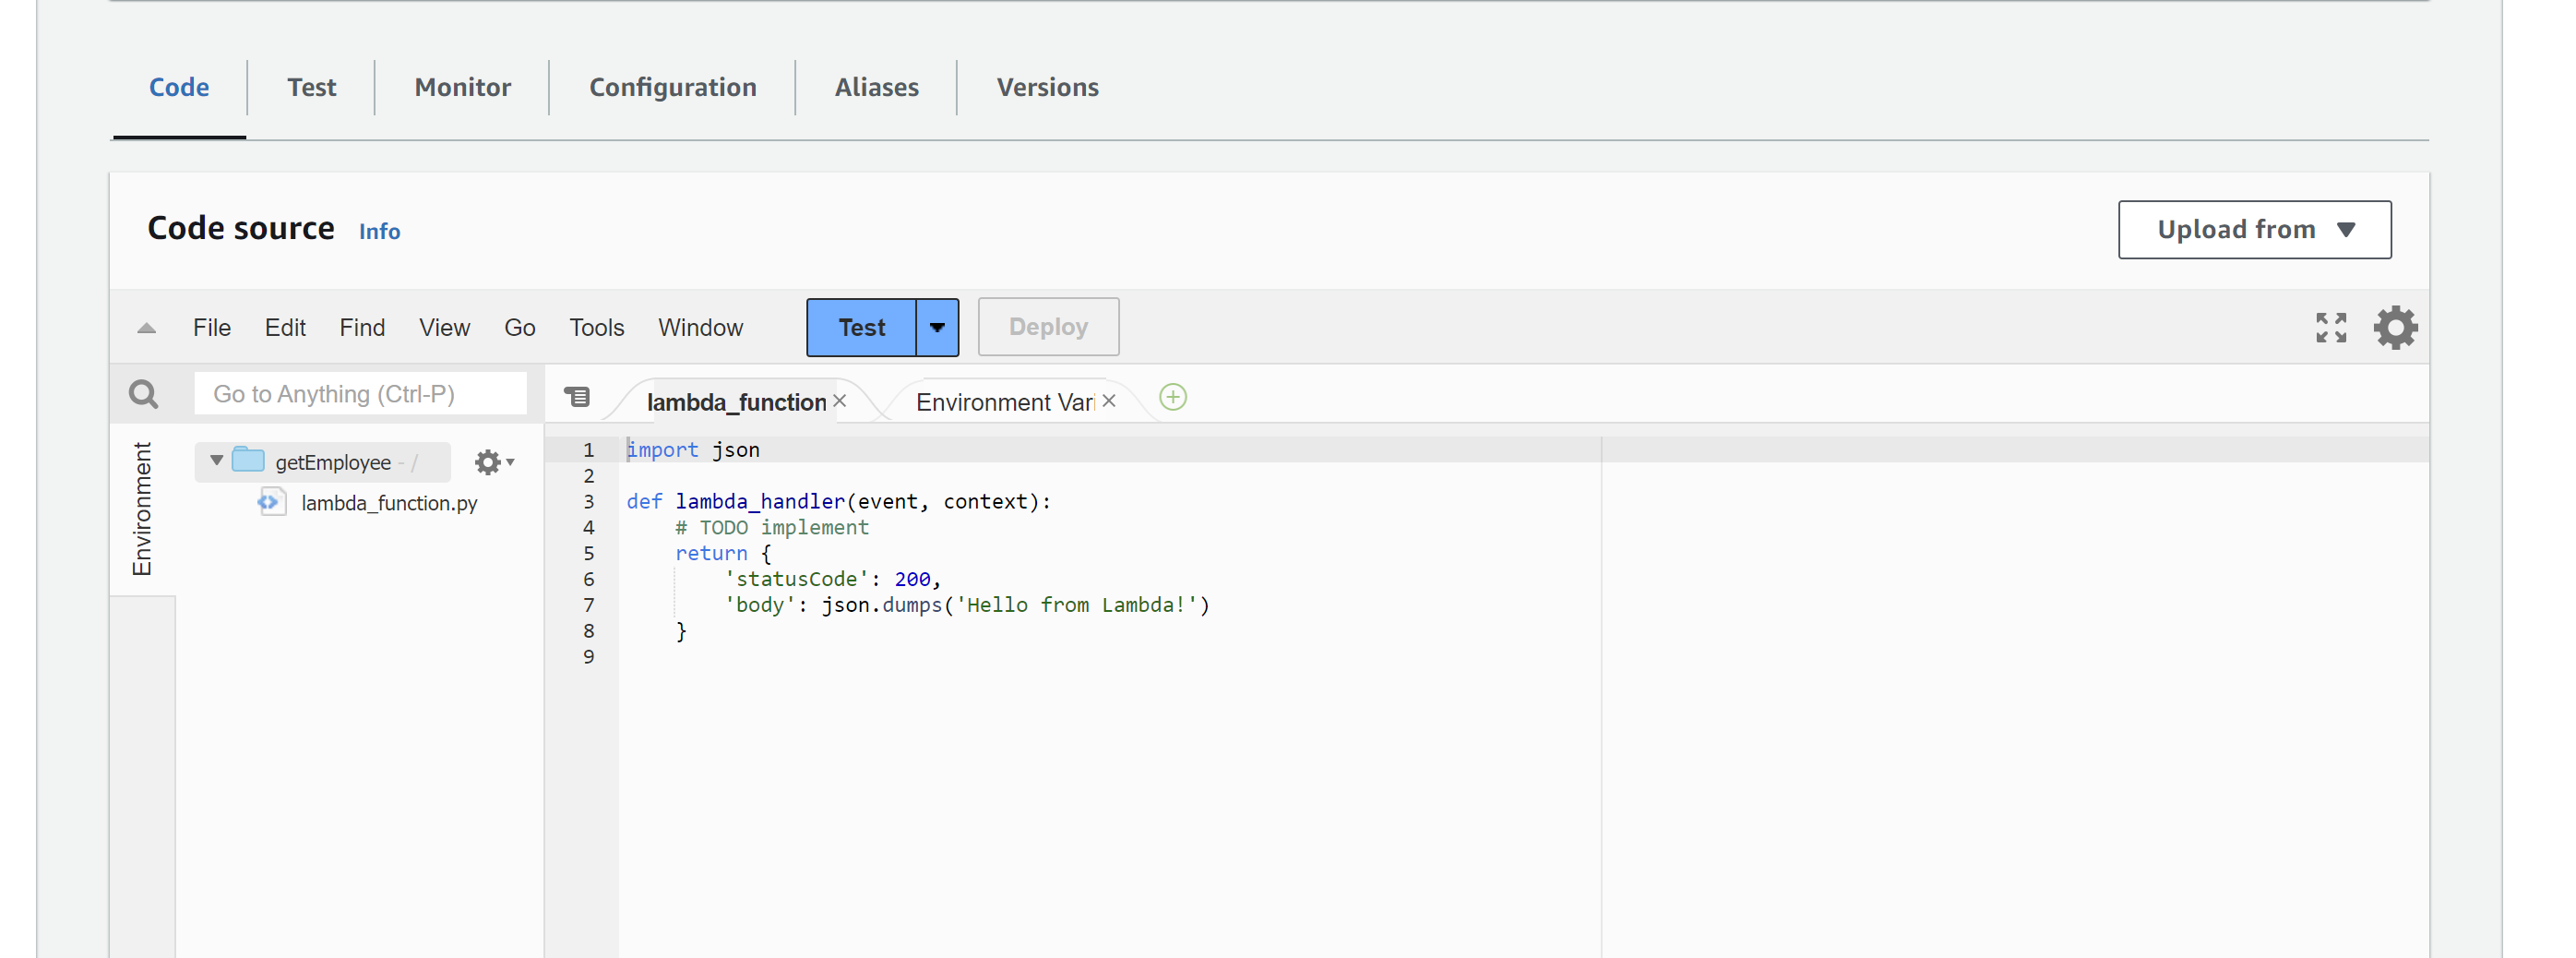 Code Test Monitor Configuration Aliases Versions
Code source Info
Upload from
File Edit Find View Go Tools Window Test Deploy
Go to Anything (Ctrl-P)
lambda_function Environment Vari
Environment
getEmployee - /
lambda_function.py
1 import json
2
3 def lambda_handler(event, context):
4 # TODO implement
5 return {
6 'statusCode': 200,
7 'body': json.dumps('Hello from Lambda!')
8 }
9